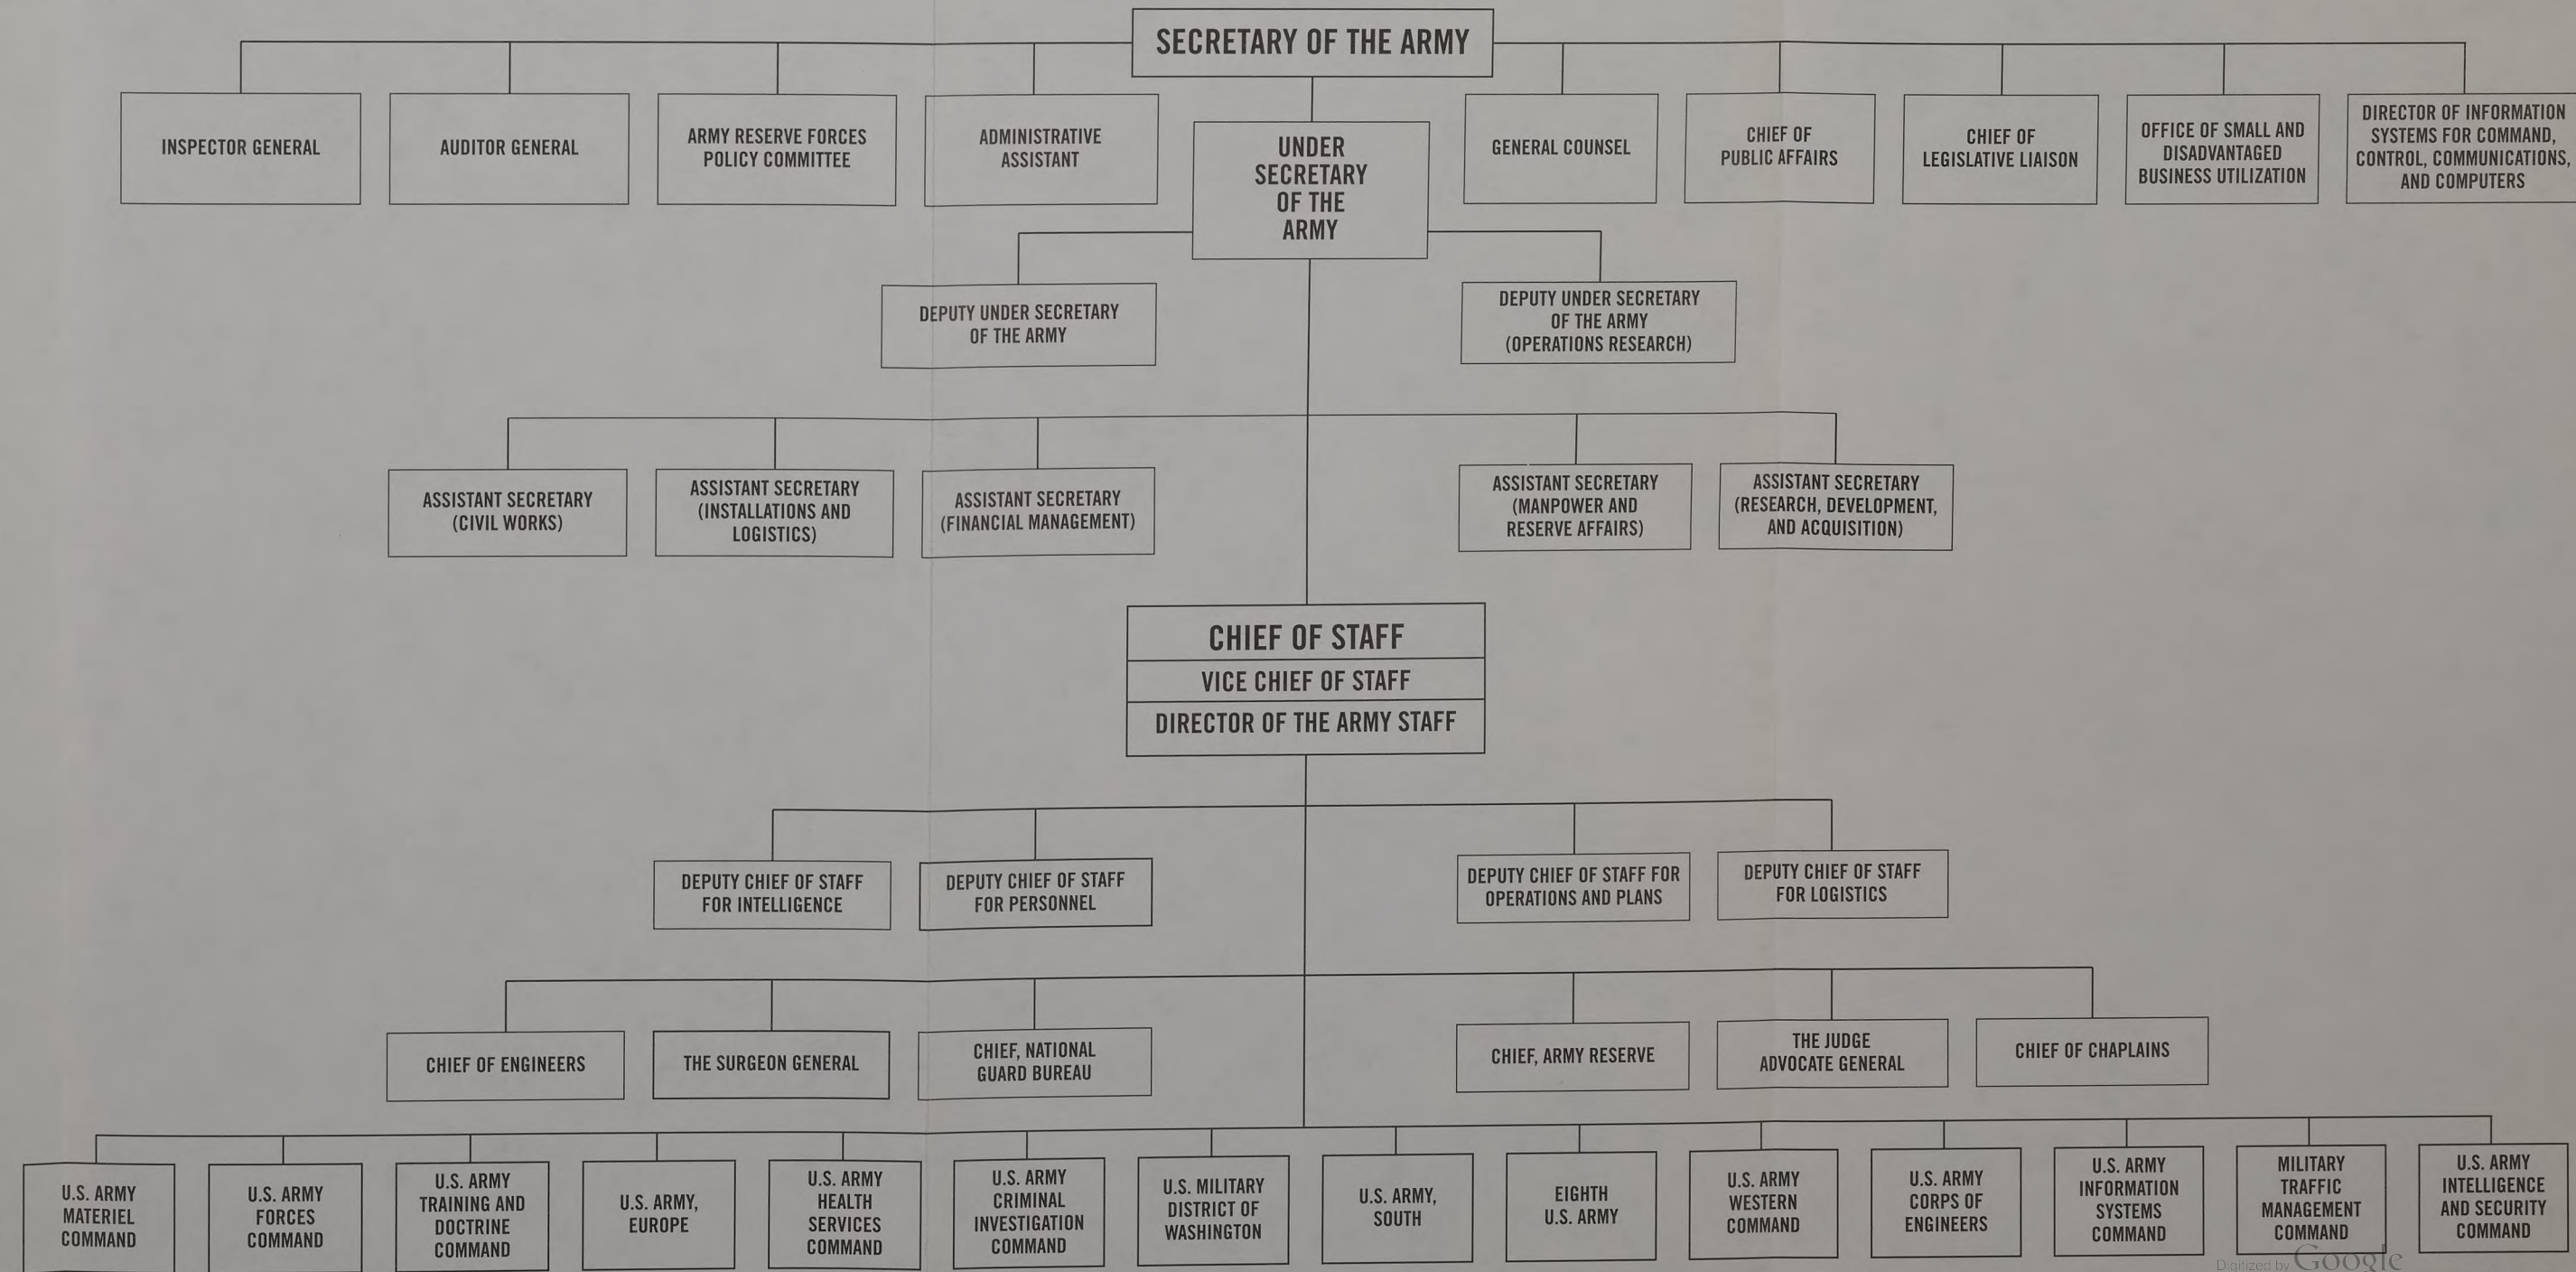 SECRETARY OF THE ARMY
INSPECTOR GENERAL
AUDITOR GENERAL
ARMY RESERVE FORCES
POLICY COMMITTEE
ADMINISTRATIVE
ASSISTANT
UNDER
SECRETARY
OF THE
ARMY
GENERAL COUNSEL
CHIEF OF
PUBLIC AFFAIRS
CHIEF OF
LEGISLATIVE LIAISON
OFFICE OF SMALL AND
DISADVANTAGED
BUSINESS UTILIZATION
DIRECTOR OF INFORMATION
SYSTEMS FOR COMMAND,
CONTROL, COMMUNICATIONS,
AND COMPUTERS
DEPUTY UNDER SECRETARY
OF THE ARMY
DEPUTY UNDER SECRETARY
OF THE ARMY
(OPERATIONS RESEARCH)
ASSISTANT SECRETARY
(CIVIL WORKS)
ASSISTANT SECRETARY
(INSTALLATIONS AND
LOGISTICS)
ASSISTANT SECRETARY
(FINANCIAL MANAGEMENT)
ASSISTANT SECRETARY
(MANPOWER AND
RESERVE AFFAIRS)
ASSISTANT SECRETARY
(RESEARCH, DEVELOPMENT,
AND ACQUISITION)
CHIEF OF STAFF
VICE CHIEF OF STAFF
DIRECTOR OF THE ARMY STAFF
DEPUTY CHIEF OF STAFF
FOR INTELLIGENCE
DEPUTY CHIEF OF STAFF
FOR PERSONNEL
DEPUTY CHIEF OF STAFF FOR
OPERATIONS AND PLANS
DEPUTY CHIEF OF STAFF
FOR LOGISTICS
CHIEF OF ENGINEERS
THE SURGEON GENERAL
CHIEF, NATIONAL
GUARD BUREAU
CHIEF, ARMY RESERVE
THE JUDGE
ADVOCATE GENERAL
CHIEF OF CHAPLAINS
U.S. ARMY
MATERIEL
COMMAND
U.S. ARMY
FORCES
COMMAND
U.S. ARMY
TRAINING AND
DOCTRINE
COMMAND
U.S. ARMY,
EUROPE
U.S. ARMY
HEALTH
SERVICES
COMMAND
U.S. ARMY
CRIMINAL
INVESTIGATION
COMMAND
U.S. MILITARY
DISTRICT OF
WASHINGTON
U.S. ARMY,
SOUTH
EIGHTH
U.S. ARMY
U.S. ARMY
WESTERN
COMMAND
U.S. ARMY
CORPS OF
ENGINEERS
U.S. ARMY
INFORMATION
SYSTEMS
COMMAND
MILITARY
TRAFFIC
MANAGEMENT
COMMAND
U.S. ARMY
INTELLIGENCE
AND SECURITY
COMMAND
Digitized by Google